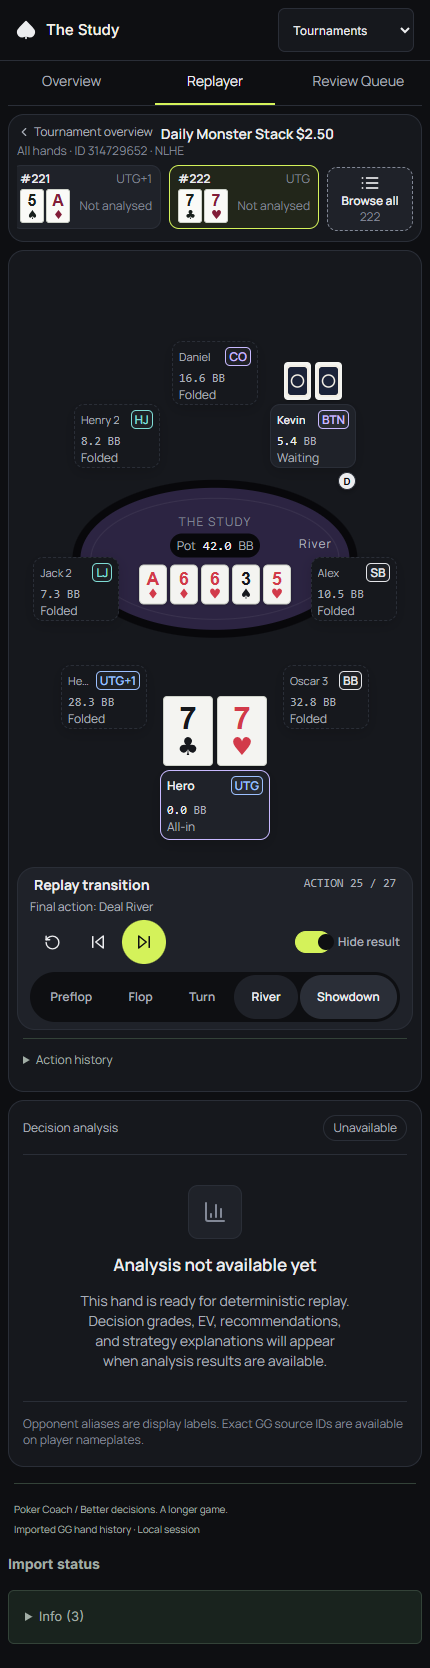 The Study
Tournaments
Overview
Replayer
Review Queue
Tournament overview
Daily Monster Stack $2.50
All hands · ID 314729652 · NLHE
#221
UTG+1
5
A
Not analysed
#222
UTG
7
7
Not analysed
Browse all
222
Daniel
CO
16.6 BB
Folded
Henry 2
HJ
8.2 BB
Folded
Kevin
BTN
5.4 BB
Waiting
D
THE STUDY
Pot 42.0 BB
River
A
6
6
3
5
Jack 2
LJ
7.3 BB
Folded
Alex
SB
10.5 BB
Folded
He...
UTG+1
28.3 BB
Folded
Oscar 3
BB
32.8 BB
Folded
7
7
Hero
UTG
0.0 BB
All-in
Replay transition
ACTION 25 / 27
Final action: Deal River
Hide result
Preflop
Flop
Turn
River
Showdown
Action history
Decision analysis
Unavailable
Analysis not available yet
This hand is ready for deterministic replay.
Decision grades, EV, recommendations,
and strategy explanations will appear
when analysis results are available.
Opponent aliases are display labels. Exact GG source IDs are available
on player nameplates.
Poker Coach / Better decisions. A longer game.
Imported GG hand history · Local session
Import status
Info (3)